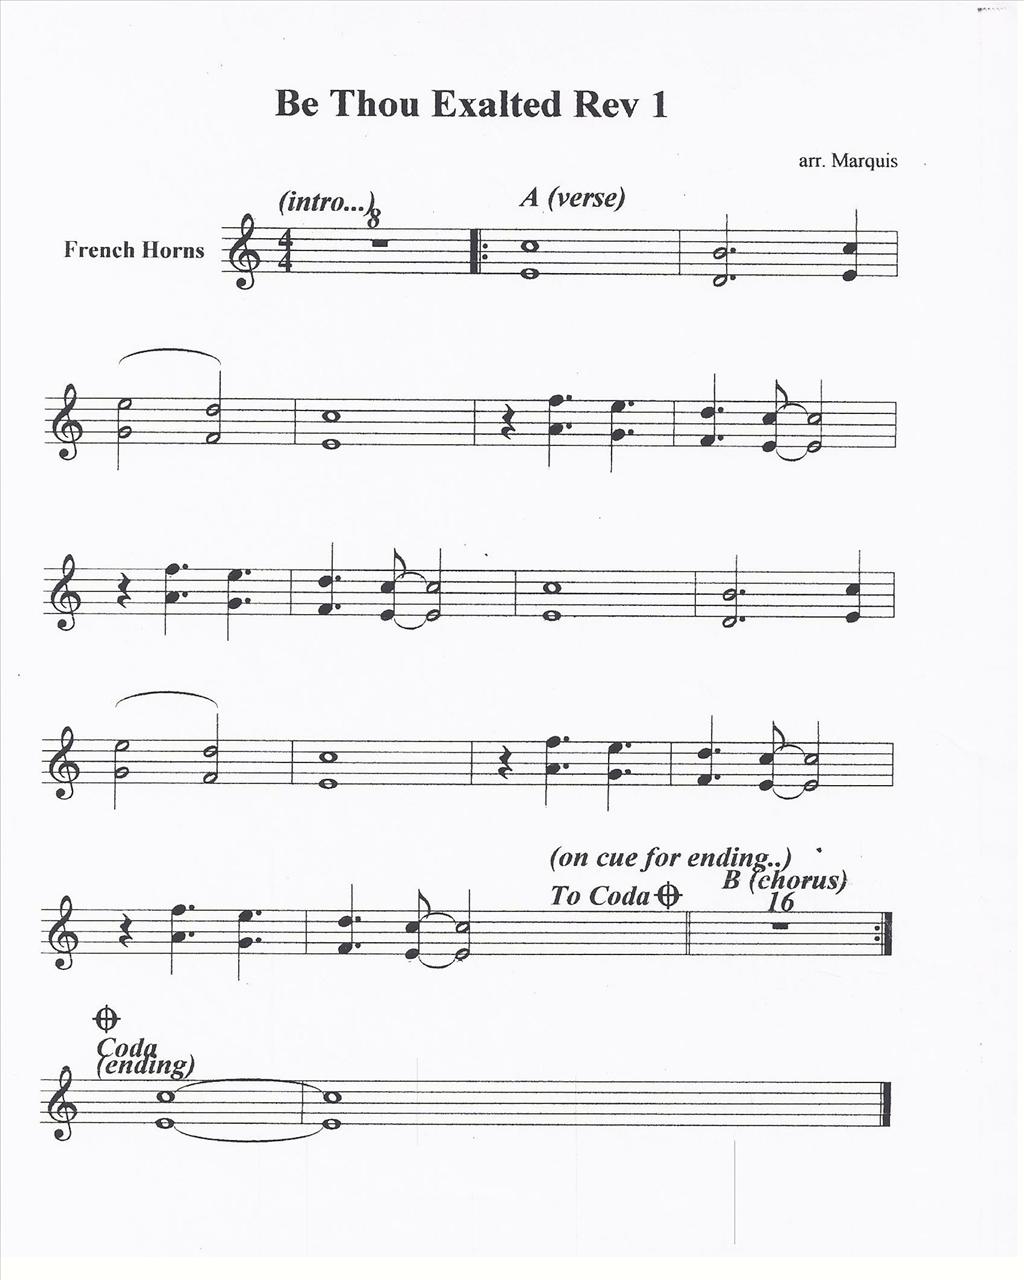 Be Thou Exalted Rev 1
arr. Marquis
(intro...)
A (verse)
8
French Horns
4
4
(on cue for ending..)
B (chorus)
To Coda
16
Coda
(ending)